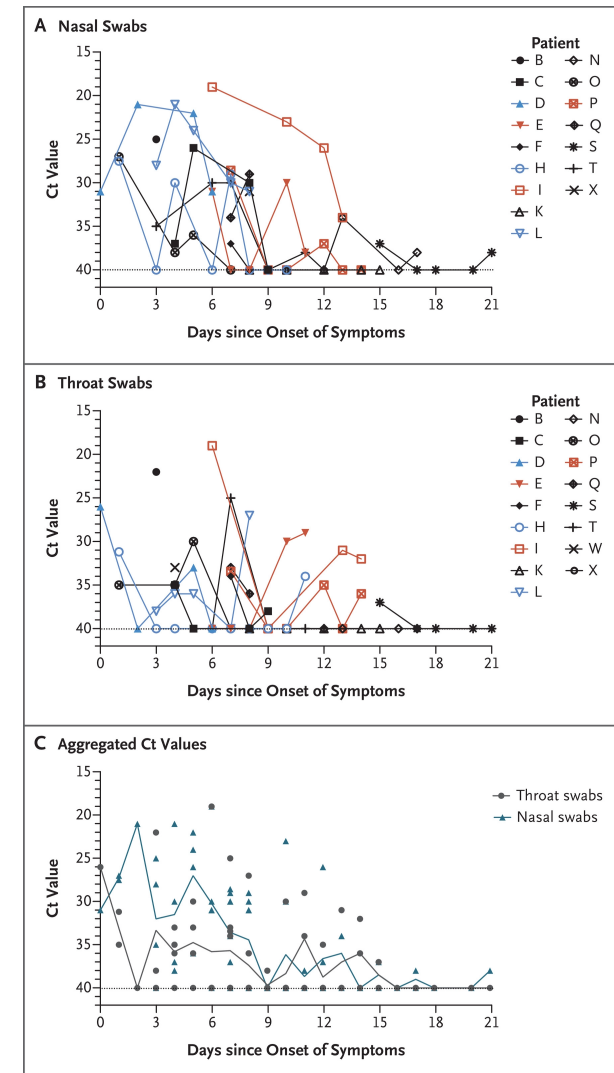 A Nasal Swabs
Patient
B N
C O
D P
E Q
F S
H T
I X
K
L
Ct Value
15
20
25
30
35
40
0 3 6 9 12 15 18 21
Days since Onset of Symptoms
B Throat Swabs
Patient
B N
C O
D P
E Q
F S
H T
I W
K X
L
Ct Value
15
20
25
30
35
40
0 3 6 9 12 15 18 21
Days since Onset of Symptoms
C Aggregated Ct Values
Throat swabs
Nasal swabs
Ct Value
15
20
25
30
35
40
0 3 6 9 12 15 18 21
Days since Onset of Symptoms